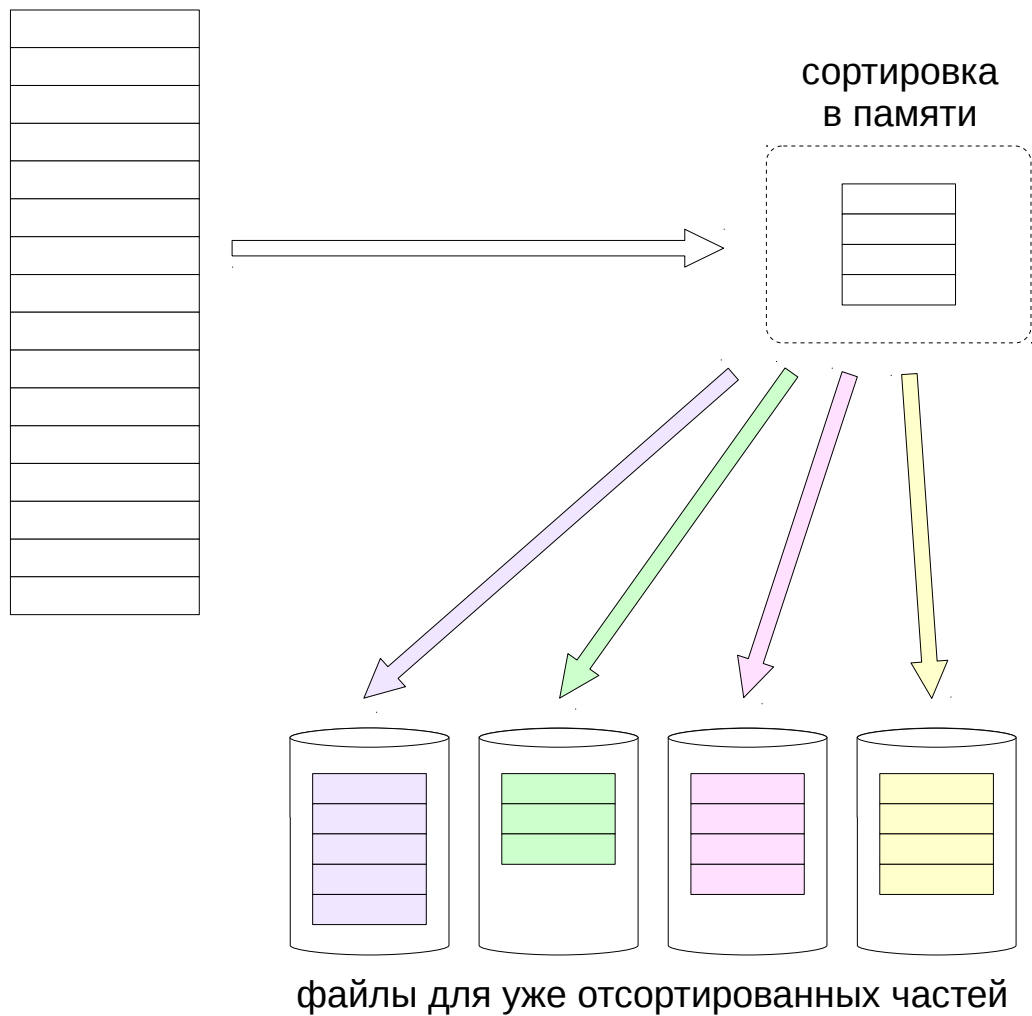 сортировка
в памяти
файлы для уже отсортированных частей